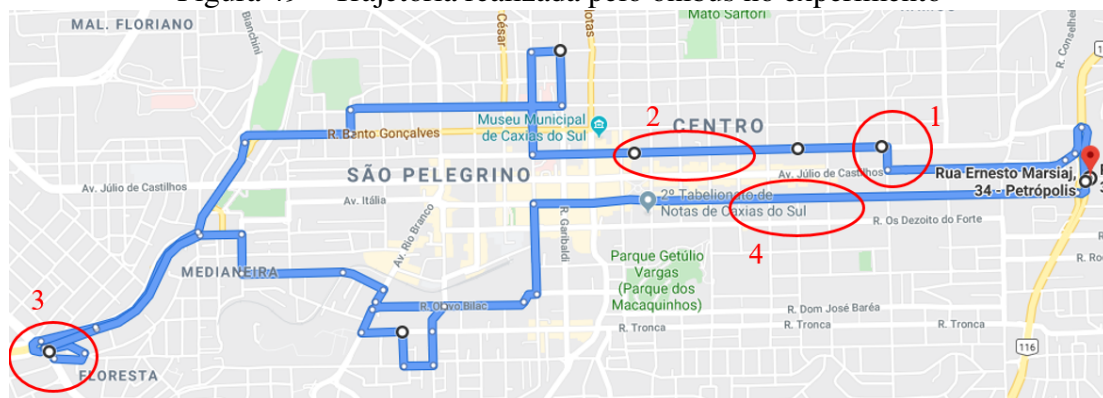 Figura 49 – Trajetória realizada pelo ônibus no experimento
MAL. FLORIANO
Bianchini
César
Notas
Mato Sartori
R. Conselhei
2
1
Museu Municipal
de Caxias do Sul
CENTRO
R. Bento Gonçalves
SÃO PELEGRINO
Av. Júlio de Castilhos
Av. Júlio de Castilhos
Rua Ernesto Marsiaj,
34 - Petrópolis
Av. Itália
2º Tabelionato de
Notas de Caxias do Sul
R. Os Dezoito do Forte
Av. Rio Branco
R. Garibaldi
4
Parque Getúlio
Vargas
(Parque dos
Macaquinhos)
MEDIANEIRA
R. Ro
3
R. Olavo Bilac
R. Dom José Baréa
R. Tronca
R. Tronca
R. Tronca
116
FLORESTA